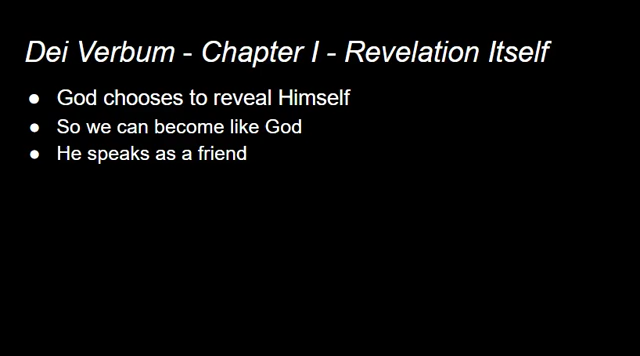 Dei Verbum - Chapter I - Revelation Itself
● God chooses to reveal Himself
● So we can become like God
● He speaks as a friend